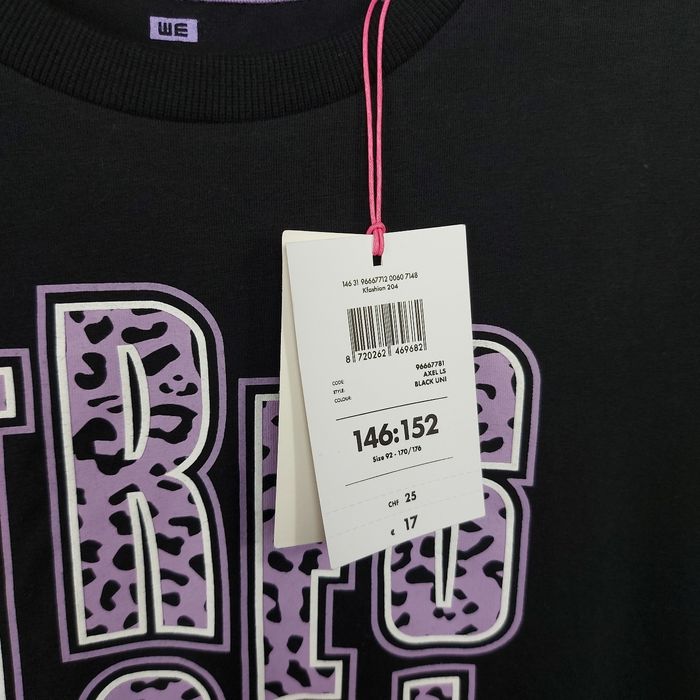 WE
146 31 96667712 0060 7148
Kfashion 204
8 720262 469682
CODE: 96667781
STYLE: AXEL LS
COLOUR: BLACK UNI
146:152
Size 92 - 170/176
CHF 25
€ 17